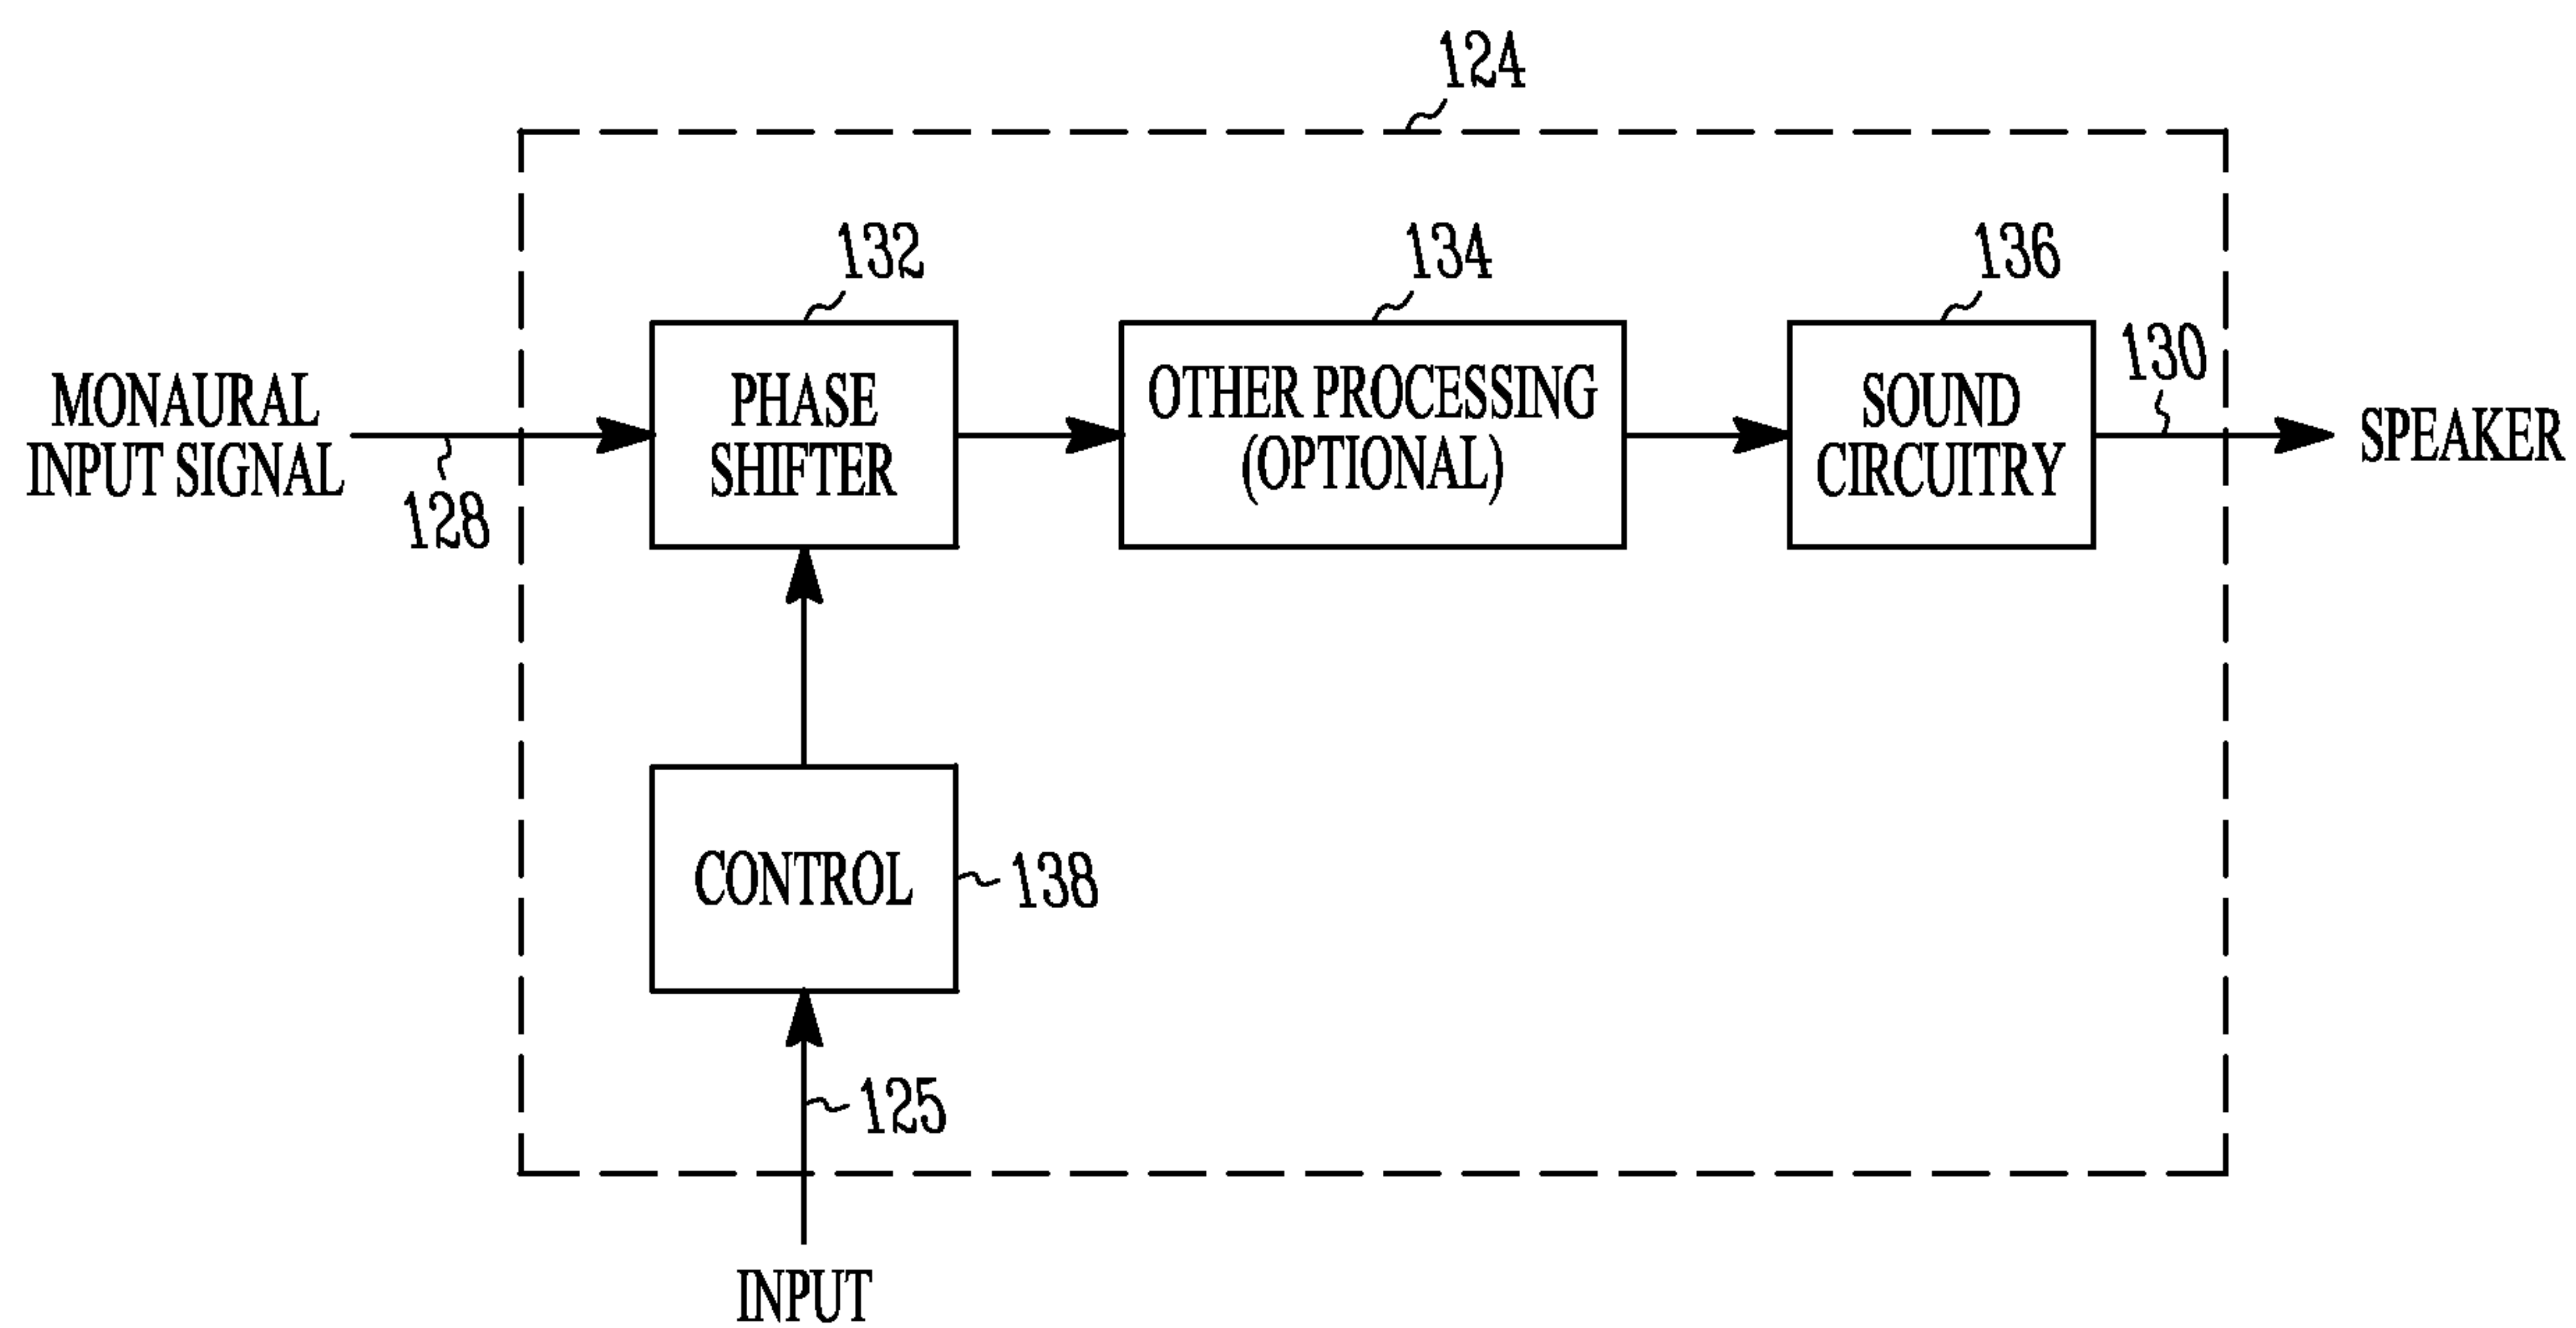 124
132
134
136
130
MONAURAL
INPUT SIGNAL
128
PHASE
SHIFTER
OTHER PROCESSING
(OPTIONAL)
SOUND
CIRCUITRY
SPEAKER
CONTROL
138
125
INPUT